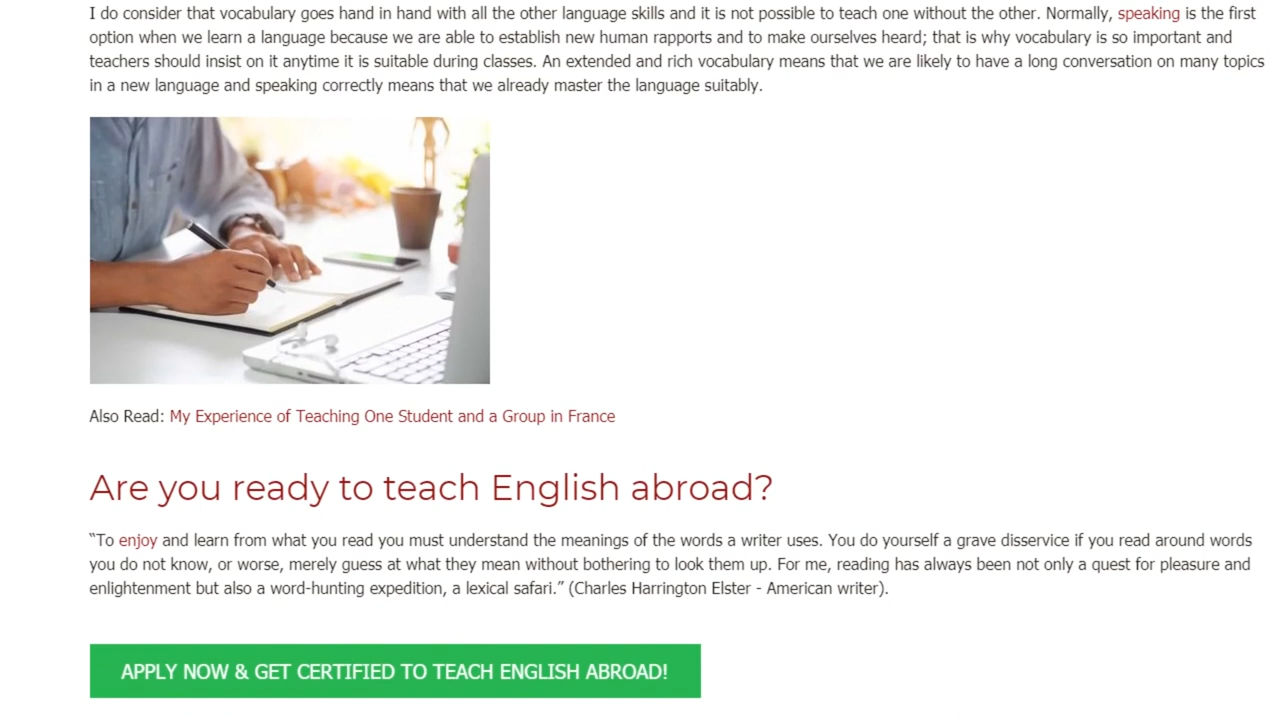 I do consider that vocabulary goes hand in hand with all the other language skills and it is not possible to teach one without the other. Normally, speaking is the first
option when we learn a language because we are able to establish new human rapports and to make ourselves heard; that is why vocabulary is so important and
teachers should insist on it anytime it is suitable during classes. An extended and rich vocabulary means that we are likely to have a long conversation on many topics
in a new language and speaking correctly means that we already master the language suitably.
Also Read: My Experience of Teaching One Student and a Group in France
Are you ready to teach English abroad?
“To enjoy and learn from what you read you must understand the meanings of the words a writer uses. You do yourself a grave disservice if you read around words
you do not know, or worse, merely guess at what they mean without bothering to look them up. For me, reading has always been not only a quest for pleasure and
enlightenment but also a word-hunting expedition, a lexical safari.” (Charles Harrington Elster - American writer).
APPLY NOW & GET CERTIFIED TO TEACH ENGLISH ABROAD!